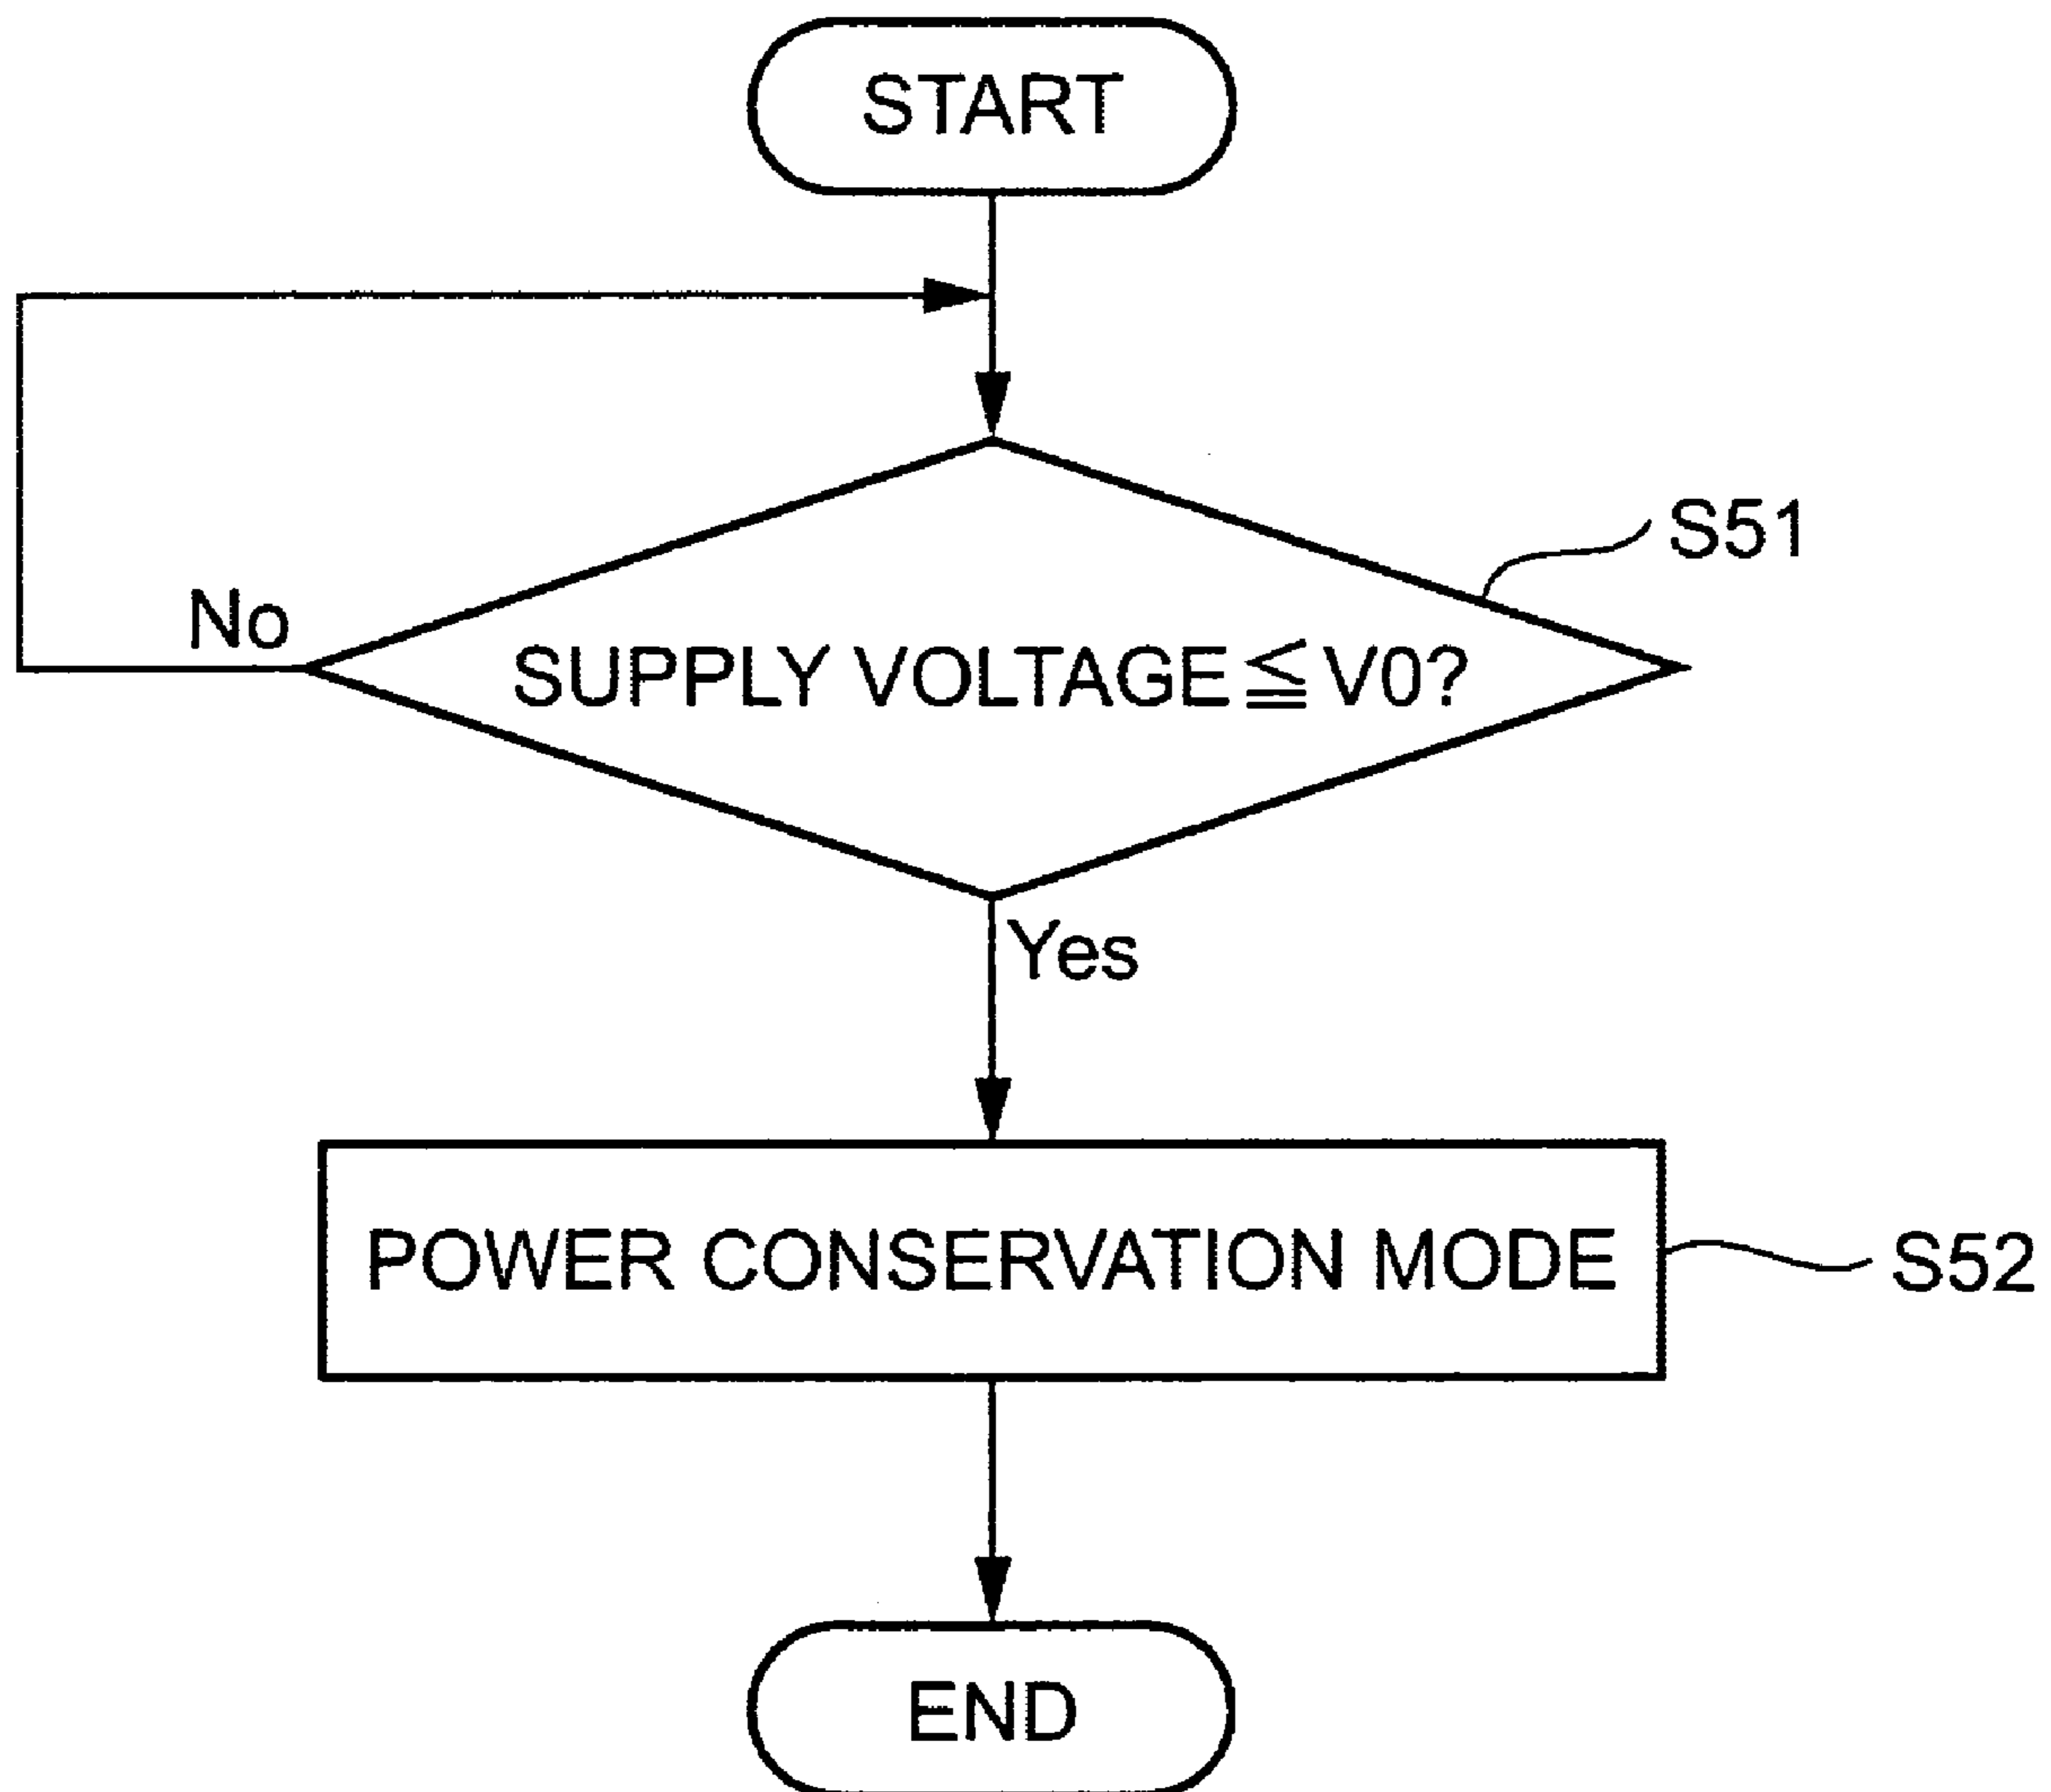 START
S51
No
SUPPLY VOLTAGE≦V0?
Yes
POWER CONSERVATION MODE
S52
END